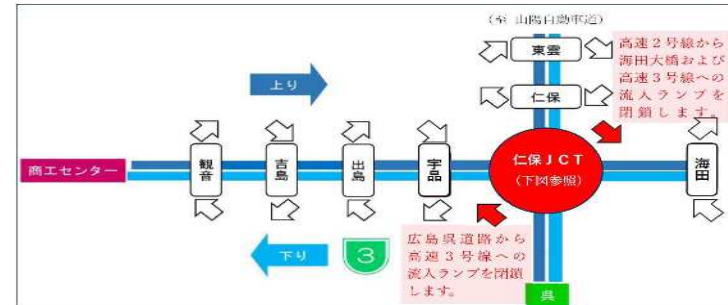 (至 山陽自動車道)
東雲
高速2号線から
海田大橋および
高速3号線への
流入ランプを
閉鎖します。
上り
仁保
商工センター
観音
吉島
出島
宇品
仁保JCT
(下図参照)
海田
下り
3
広島呉道路から
高速3号線への
流入ランプを閉鎖
します。
呉